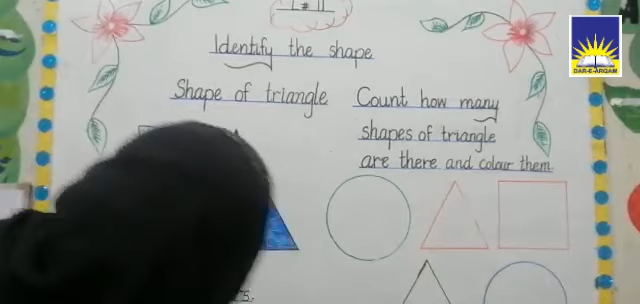 Identify the shape
Shape of triangle
Count how many
shapes of triangle
are there and colour them.
DAR-E-ARQAM